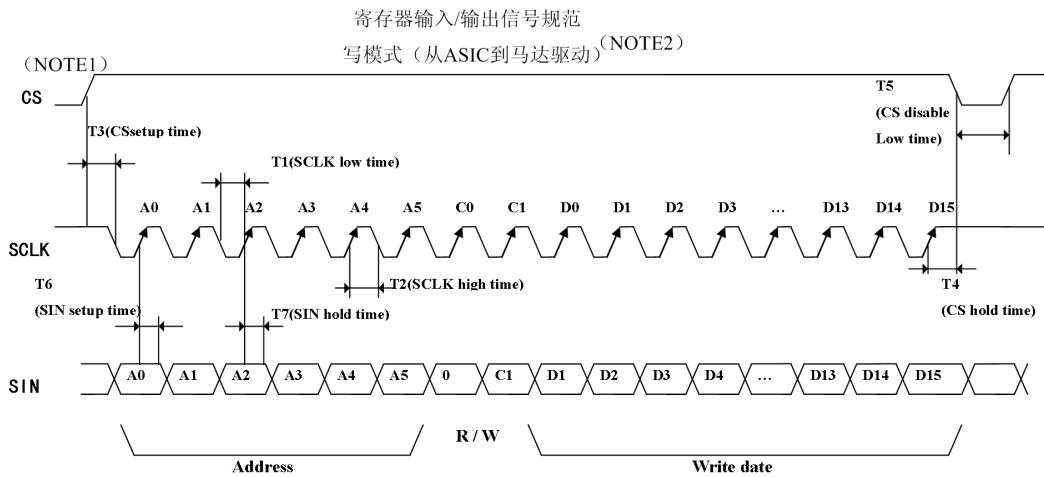 寄存器输入/输出信号规范
写模式（从ASIC到马达驱动）(NOTE2)
（NOTE1）
CS
T5
(CS disable
Low time)
T3(CSsetup time)
T1(SCLK low time)
A0 A1 A2 A3 A4 A5 C0 C1 D0 D1 D2 D3 … D13 D14 D15
SCLK
T6
(SIN setup time)
T2(SCLK high time)
T7(SIN hold time)
T4
(CS hold time)
SIN
A0 A1 A2 A3 A4 A5 0 C1 D1 D2 D3 D4 … D13 D14 D15
R / W
Address
Write date